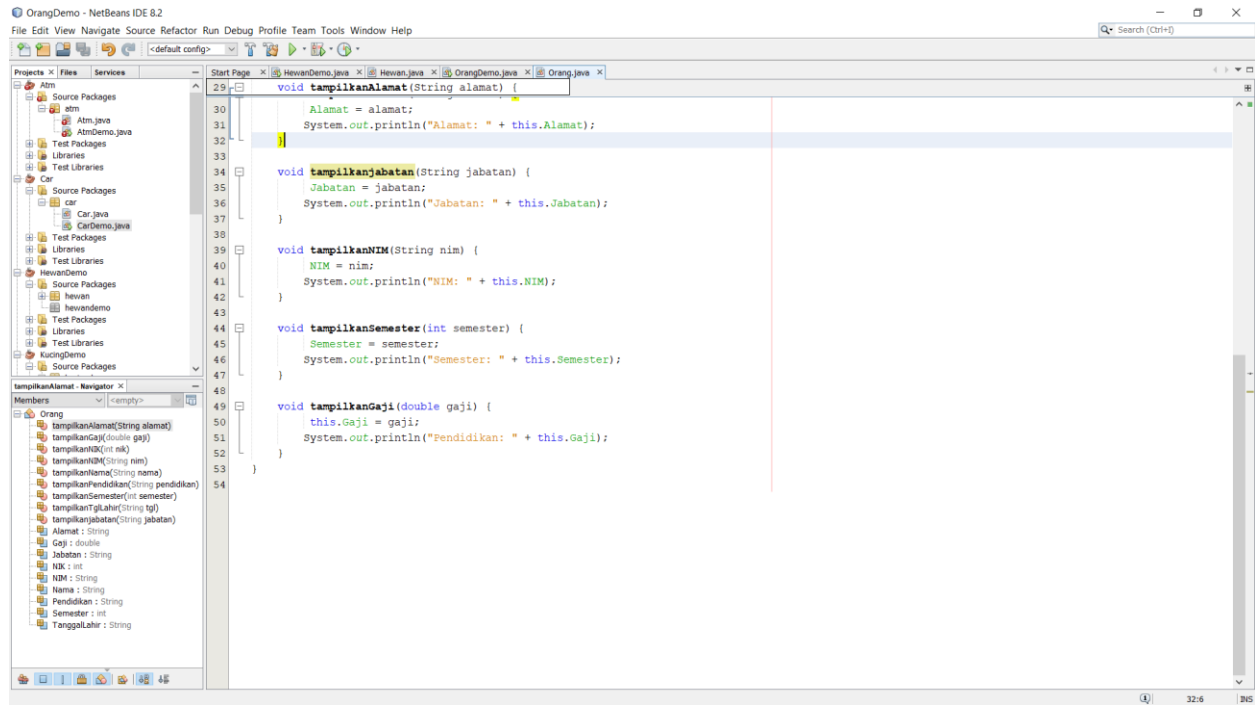 OrangDemo - NetBeans IDE 8.2
File Edit View Navigate Source Refactor Run Debug Profile Team Tools Window Help
Search (Ctrl+I)
<default config>
Projects Files Services
Atm
Source Packages
atm
Atm.java
AtmDemo.java
Test Packages
Libraries
Test Libraries
Car
Source Packages
car
Car.java
CarDemo.java
Test Packages
Libraries
Test Libraries
HewanDemo
Source Packages
hewan
hewandemo
Test Packages
Libraries
Test Libraries
KucingDemo
Source Packages
tampilkanAlamat - Navigator
Members <empty>
Orang
tampilkanAlamat(String alamat)
tampilkanGaji(double gaji)
tampilkanNIK(int nik)
tampilkanNIM(String nim)
tampilkanNama(String nama)
tampilkanPendidikan(String pendidikan)
tampilkanSemester(int semester)
tampilkanTglLahir(String tgl)
tampilkanjabatan(String jabatan)
Alamat : String
Gaji : double
Jabatan : String
NIK : int
NIM : String
Nama : String
Pendidikan : String
Semester : int
TanggalLahir : String
Start Page HewanDemo.java Hewan.java OrangDemo.java Orang.java
29 void tampilkanAlamat(String alamat) {
30 Alamat = alamat;
31 System.out.println("Alamat: " + this.Alamat);
32 }
33
34 void tampilkanjabatan(String jabatan) {
35 Jabatan = jabatan;
36 System.out.println("Jabatan: " + this.Jabatan);
37 }
38
39 void tampilkanNIM(String nim) {
40 NIM = nim;
41 System.out.println("NIM: " + this.NIM);
42 }
43
44 void tampilkanSemester(int semester) {
45 Semester = semester;
46 System.out.println("Semester: " + this.Semester);
47 }
48
49 void tampilkanGaji(double gaji) {
50 this.Gaji = gaji;
51 System.out.println("Pendidikan: " + this.Gaji);
52 }
53 }
54
32:6 INS